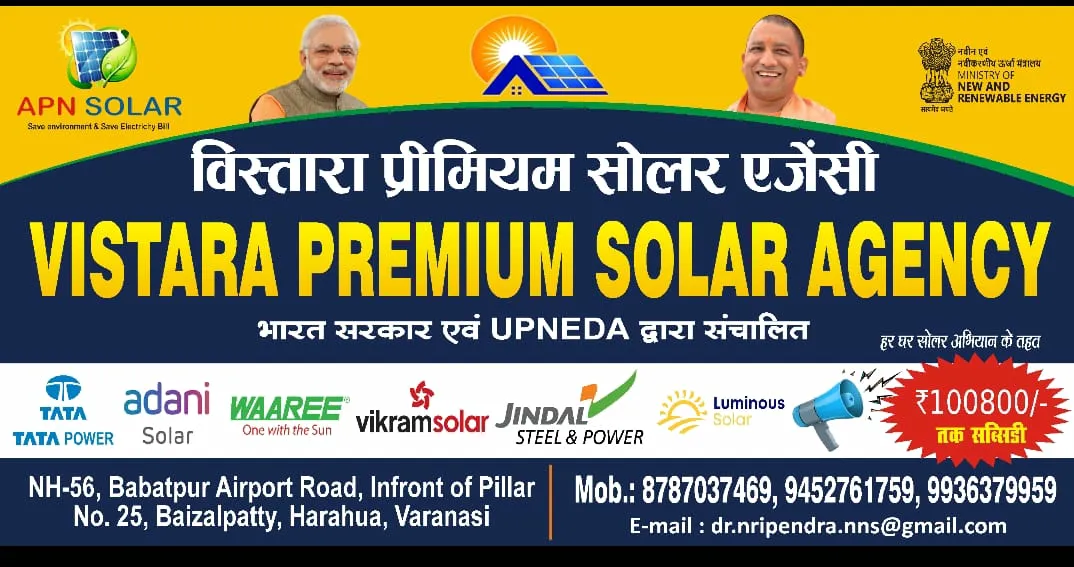 APN SOLAR
Save environment & Save Electricity Bill
नवीन एवं
नवीकरणीय ऊर्जा मंत्रालय
MINISTRY OF
NEW AND
RENEWABLE ENERGY
सत्यमेव जयते
विस्तारा प्रीमियम सोलर एजेंसी
VISTARA PREMIUM SOLAR AGENCY
भारत सरकार एवं UPNEDA द्वारा संचालित
हर घर सोलर अभियान के तहत
TATA
TATA POWER
adani
Solar
WAAREE®
One with the Sun
vikramsolar
JINDAL
STEEL & POWER
Luminous
Solar
₹100800/-
तक सब्सिडी
NH-56, Babatpur Airport Road, Infront of Pillar
No. 25, Baizalpatty, Harahua, Varanasi
Mob.: 8787037469, 9452761759, 9936379959
E-mail : dr.nripendra.nns@gmail.com